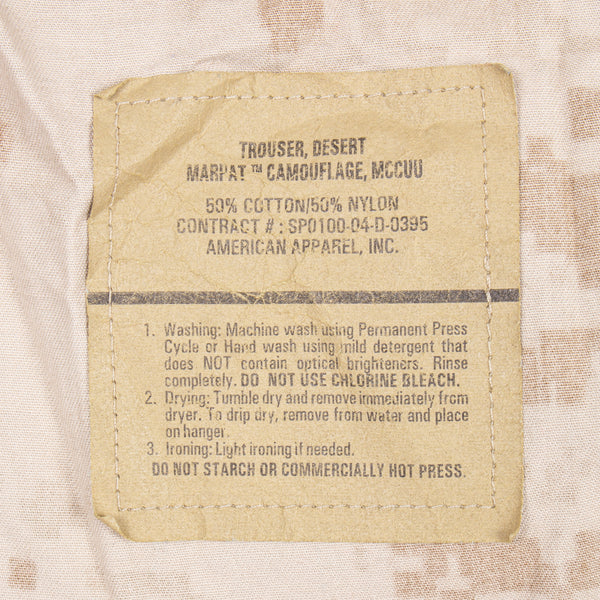 TROUSER, DESERT
MARPAT ™ CAMOUFLAGE, MCCUU
50% COTTON/50% NYLON
CONTRACT # : SP0100-04-D-0395
AMERICAN APPAREL, INC.
1. Washing: Machine wash using Permanent Press
Cycle or Hand wash using mild detergent that
does NOT contain optical brighteners. Rinse
completely. DO NOT USE CHLORINE BLEACH.
2. Drying: Tumble dry and remove immediately from
dryer. To drip dry, remove from water and place
on hanger.
3. Ironing: Light ironing if needed.
DO NOT STARCH OR COMMERCIALLY HOT PRESS.